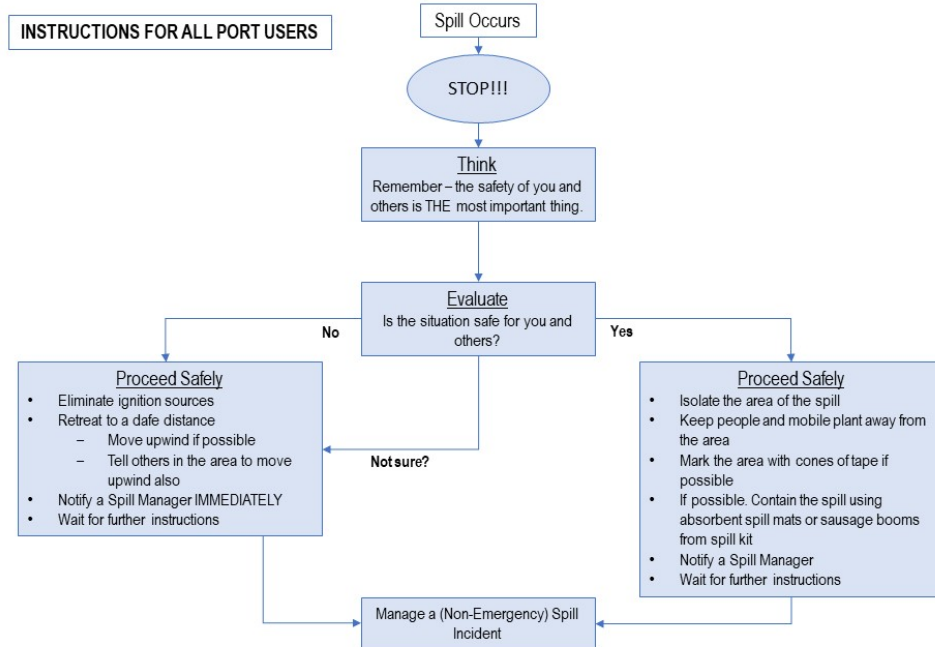 INSTRUCTIONS FOR ALL PORT USERS
Spill Occurs
STOP!!!
Think
Remember – the safety of you and
others is THE most important thing.
Evaluate
Is the situation safe for you and
others?
No
Yes
Not sure?
Proceed Safely
• Eliminate ignition sources
• Retreat to a dafe distance
– Move upwind if possible
– Tell others in the area to move
upwind also
• Notify a Spill Manager IMMEDIATELY
• Wait for further instructions
Proceed Safely
• Isolate the area of the spill
• Keep people and mobile plant away from
the area
• Mark the area with cones of tape if
possible
• If possible. Contain the spill using
absorbent spill mats or sausage booms
from spill kit
• Notify a Spill Manager
• Wait for further instructions
Manage a (Non-Emergency) Spill
Incident